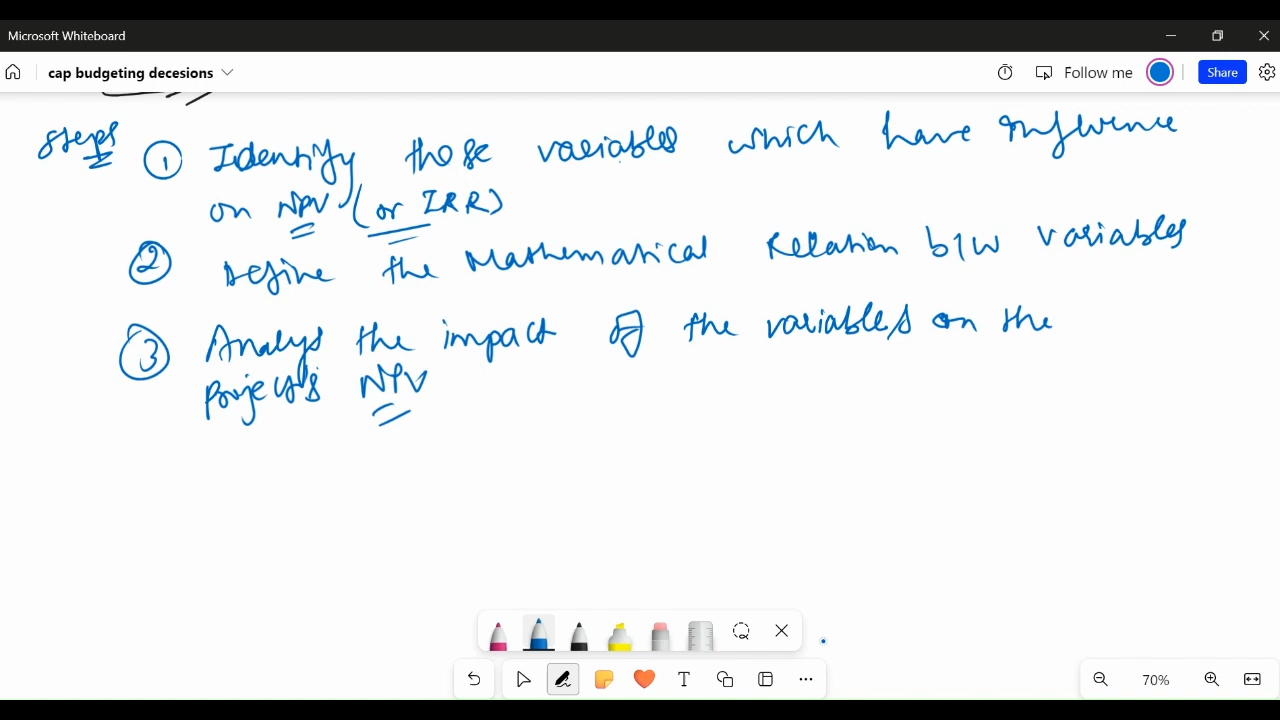 Microsoft Whiteboard
cap budgeting decesions
Follow me
Share
Steps
① Identify those variables which have influence
on NPV (or IRR)
② Define the Mathematical Relation b/w variables
③ Analys the impact of the variables on the
project's NPV
T
70%